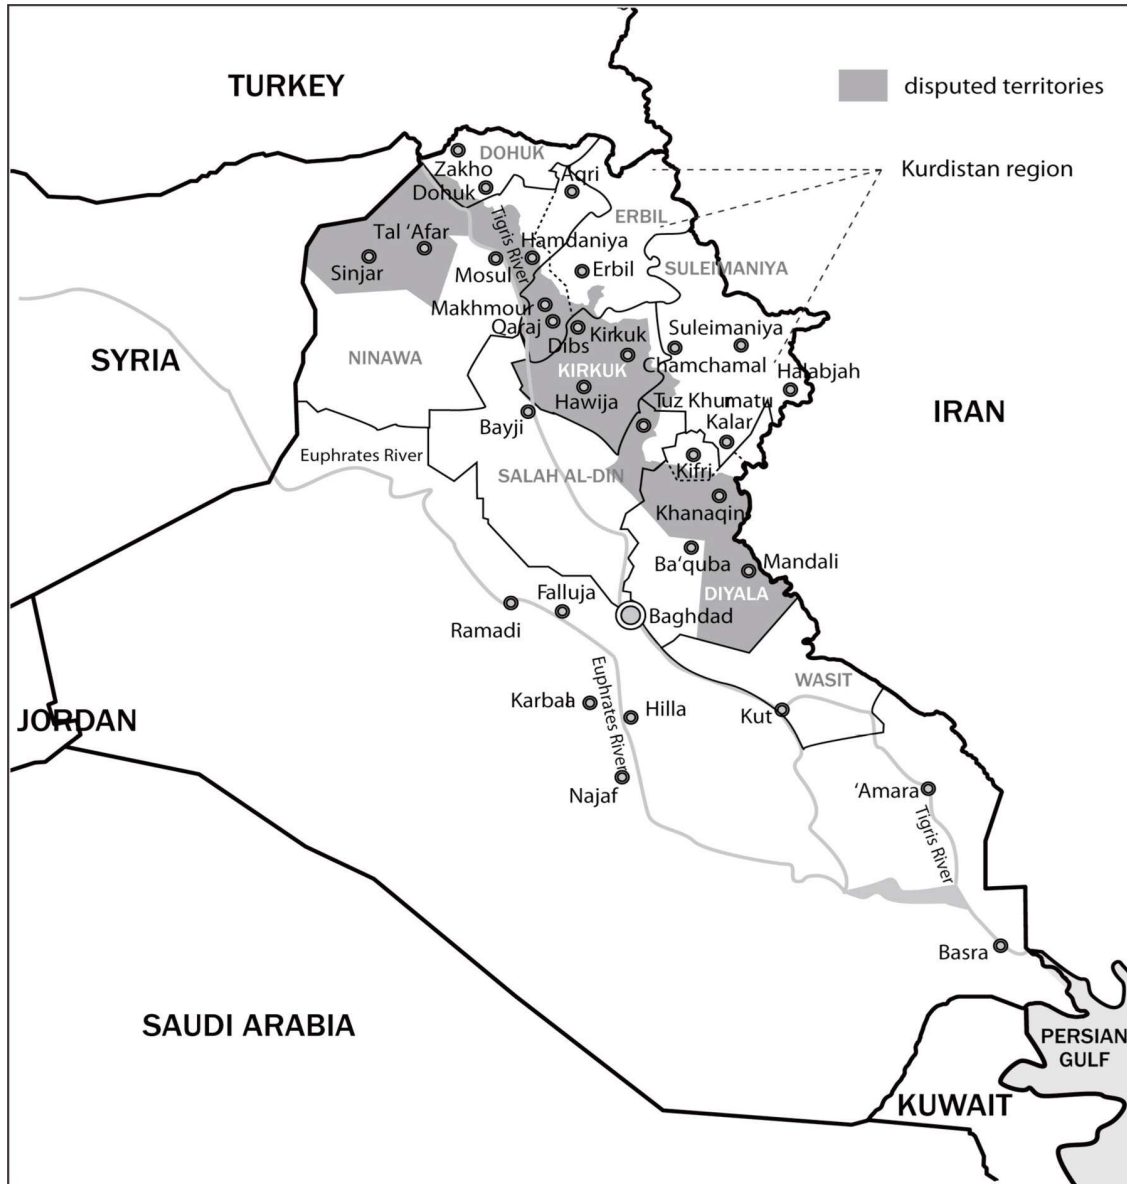 TURKEY
disputed territories
Kurdistan region
DOHUK
Zakho
Dohuk
Aqri
ERBIL
Tal ‘Afar
Sinjar
Tigris River
Hamdaniya
Mosul
Erbil
SULEIMANIYA
Makhmour
Qaraj
Dibs
Kirkuk
Suleimaniya
Chamchamal
Halabjah
SYRIA
NINAWA
KIRKUK
Hawija
Tuz Khumatu
Kalar
IRAN
Bayji
Euphrates River
SALAH AL-DIN
Kifri
Khanaqin
Ba‘quba
Mandali
DIYALA
Falluja
Ramadi
Baghdad
WASIT
Euphrates River
Hilla
Kut
JORDAN
Najaf
‘Amara
Tigris River
Basra
SAUDI ARABIA
PERSIAN
GULF
KUWAIT